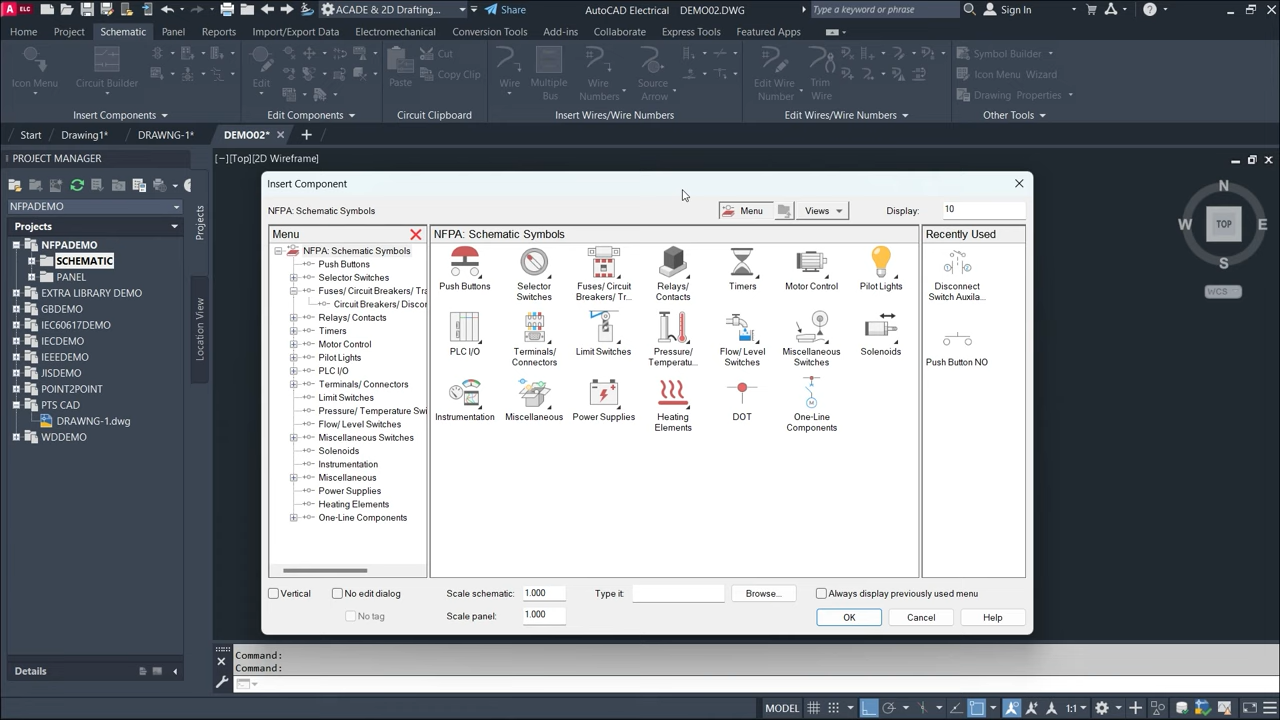 ELC
ACADE & 2D Drafting...
Share
AutoCAD Electrical
DEMO02.DWG
Type a keyword or phrase
Sign In
Home
Project
Schematic
Panel
Reports
Import/Export Data
Electromechanical
Conversion Tools
Add-ins
Collaborate
Express Tools
Featured Apps
Icon Menu
Circuit Builder
Edit
Paste
Cut
Copy Clip
Wire
Multiple
Bus
Wire
Numbers
Source
Arrow
Edit Wire
Number
Trim
Wire
Symbol Builder
Icon Menu Wizard
Drawing Properties
Insert Components
Edit Components
Circuit Clipboard
Insert Wires/Wire Numbers
Edit Wires/Wire Numbers
Other Tools
Start
Drawing1*
DRAWNG-1*
DEMO02*
PROJECT MANAGER
NFPADEMO
Projects
NFPADEMO
SCHEMATIC
PANEL
EXTRA LIBRARY DEMO
GBDEMO
IEC60617DEMO
IECDEMO
IEEEDEMO
JISDEMO
POINT2POINT
PTS CAD
DRAWNG-1.dwg
WDDEMO
Details
Projects
Location View
[−][Top][2D Wireframe]
N
W
TOP
E
S
WCS
Insert Component
NFPA: Schematic Symbols
Menu
Views
Display:
10
Menu
NFPA: Schematic Symbols
Push Buttons
Selector Switches
Fuses/ Circuit Breakers/ Tra
Circuit Breakers/ Discor
Relays/ Contacts
Timers
Motor Control
Pilot Lights
PLC I/O
Terminals/ Connectors
Limit Switches
Pressure/ Temperature Swi
Flow/ Level Switches
Miscellaneous Switches
Solenoids
Instrumentation
Miscellaneous
Power Supplies
Heating Elements
One-Line Components
NFPA: Schematic Symbols
Push Buttons
Selector
Switches
Fuses/ Circuit
Breakers/ Tr...
Relays/
Contacts
Timers
Motor Control
Pilot Lights
PLC I/O
Terminals/
Connectors
Limit Switches
Pressure/
Temperatu...
Flow/ Level
Switches
Miscellaneous
Switches
Solenoids
Instrumentation
Miscellaneous
Power Supplies
Heating
Elements
DOT
One-Line
Components
Recently Used
Disconnect
Switch Auxila...
Push Button NO
Vertical
No edit dialog
No tag
Scale schematic:
1.000
Scale panel:
1.000
Type it:
Browse...
Always display previously used menu
OK
Cancel
Help
Command:
Command:
MODEL
1:1